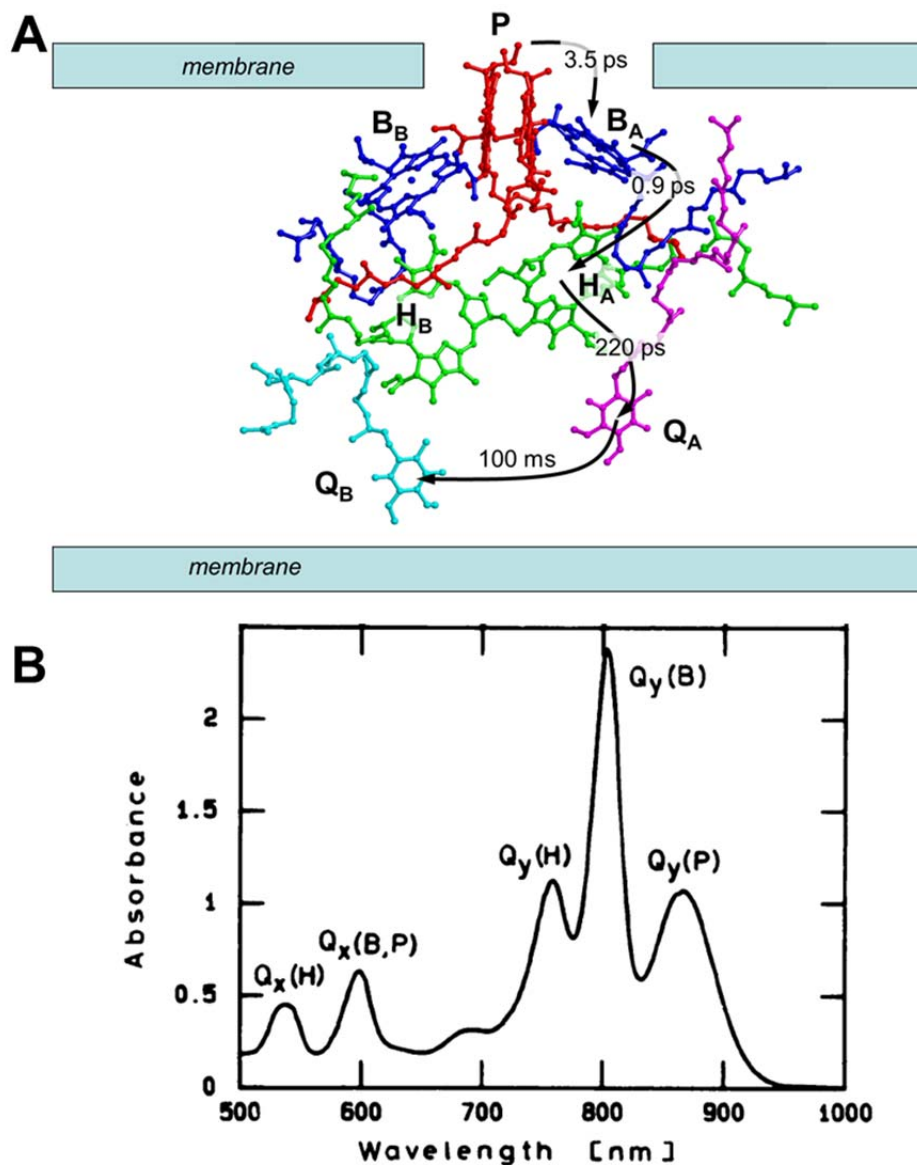 A
P
membrane
3.5 ps
B_B
B_A
0.9 ps
H_A
H_B
220 ps
Q_A
100 ms
Q_B
membrane
B
Q_y(B)
2
1.5
Q_y(H)
Q_y(P)
1
Q_x(B,P)
Q_x(H)
0.5
0
500 600 700 800 900 1000
Absorbance
Wavelength [nm]